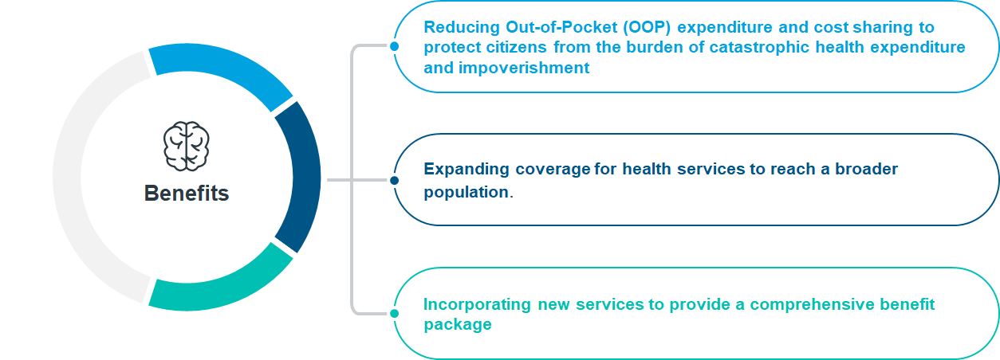 Benefits
Reducing Out-of-Pocket (OOP) expenditure and cost sharing to
protect citizens from the burden of catastrophic health expenditure
and impoverishment
Expanding coverage for health services to reach a broader
population.
Incorporating new services to provide a comprehensive benefit
package